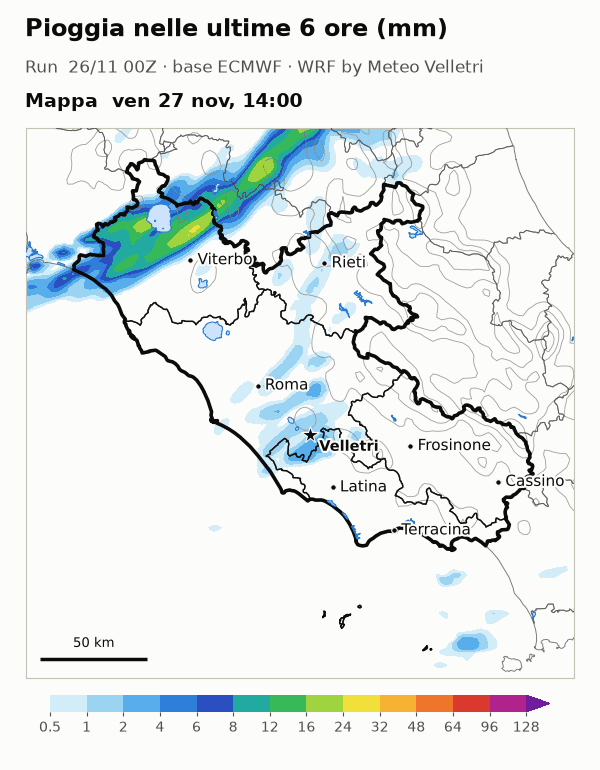 Pioggia nelle ultime 6 ore (mm)
Run  26/11 00Z · base ECMWF · WRF by Meteo Velletri
Mappa  ven 27 nov, 14:00
Viterbo
Rieti
Roma
Velletri
Frosinone
Latina
Cassino
Terracina
50 km
0.5 1 2 4 6 8 12 16 24 32 48 64 96 128